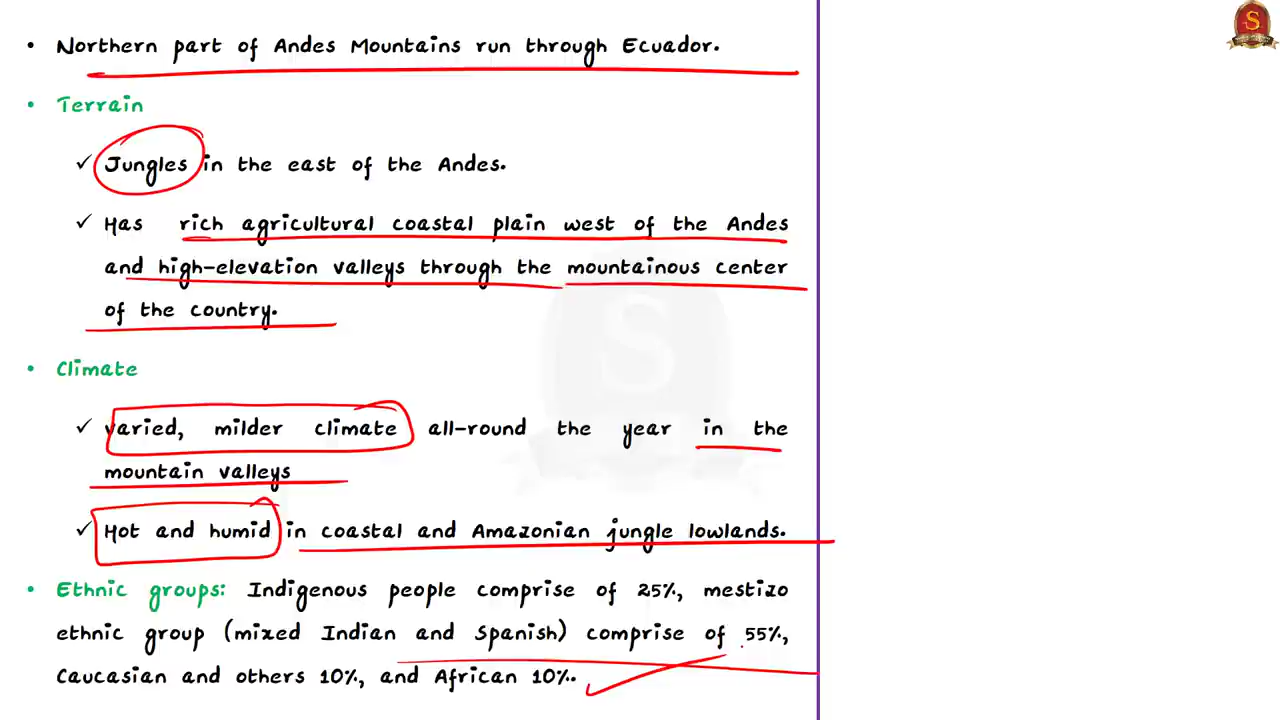 • Northern part of Andes Mountains run through Ecuador.
• Terrain
✓ Jungles in the east of the Andes.
✓ Has rich agricultural coastal plain west of the Andes
and high-elevation valleys through the mountainous center
of the country.
• Climate
✓ varied, milder climate all-round the year in the
mountain valleys
✓ Hot and humid in coastal and Amazonian jungle lowlands.
• Ethnic groups: Indigenous people comprise of 25%, mestizo
ethnic group (mixed Indian and Spanish) comprise of 55%,
Caucasian and others 10%, and African 10%.
S
S